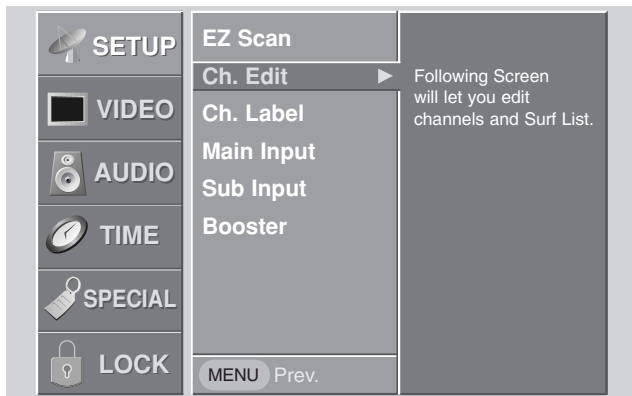 SETUP
VIDEO
AUDIO
TIME
SPECIAL
LOCK
EZ Scan
Ch. Edit ►
Ch. Label
Main Input
Sub Input
Booster
MENU Prev.
Following Screen
will let you edit
channels and Surf List.